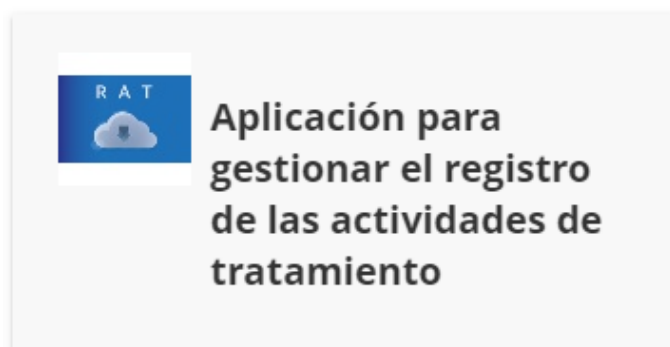 R A T
Aplicación para
gestionar el registro
de las actividades de
tratamiento